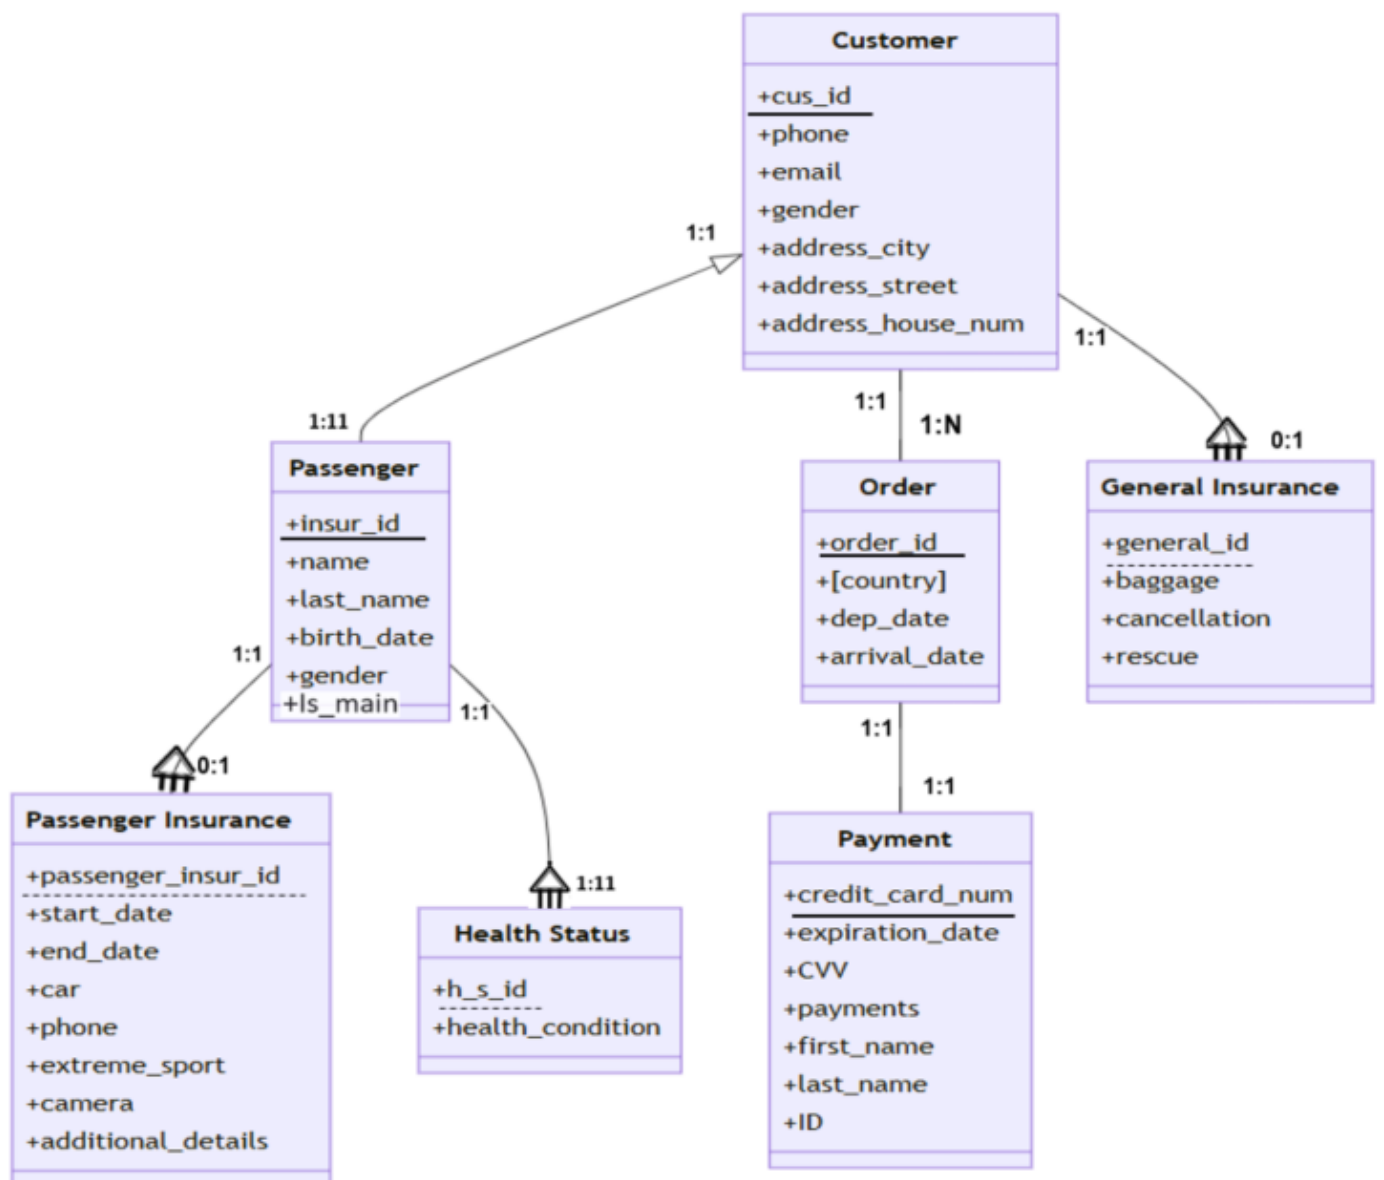 Customer
+cus_id
+phone
+email
+gender
+address_city
+address_street
+address_house_num
1:1
1:11
1:1
1:N
1:1
0:1
Passenger
+insur_id
+name
+last_name
+birth_date
+gender
+ls_main
Order
+order_id
+[country]
+dep_date
+arrival_date
General Insurance
+general_id
+baggage
+cancellation
+rescue
1:1
0:1
1:1
1:11
1:1
1:1
Passenger Insurance
+passenger_insur_id
+start_date
+end_date
+car
+phone
+extreme_sport
+camera
+additional_details
Health Status
+h_s_id
+health_condition
Payment
+credit_card_num
+expiration_date
+CVV
+payments
+first_name
+last_name
+ID